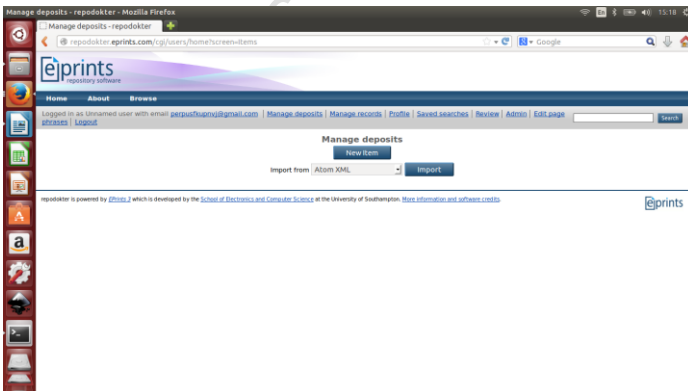 Manage deposits - repodokter - Mozilla Firefox
15:18
Manage deposits - repodokter
repodokter.eprints.com/cgi/users/home?screen=Items
Google
eprints
repository software
Home About Browse
Logged in as Unnamed user with email perpusfkupnvj@gmail.com | Manage deposits | Manage records | Profile | Saved searches | Review | Admin | Edit page
phrases | Logout
Search
Manage deposits
New Item
Import from Atom XML Import
repodokter is powered by EPrints 3 which is developed by the School of Electronics and Computer Science at the University of Southampton. More information and software credits.
eprints